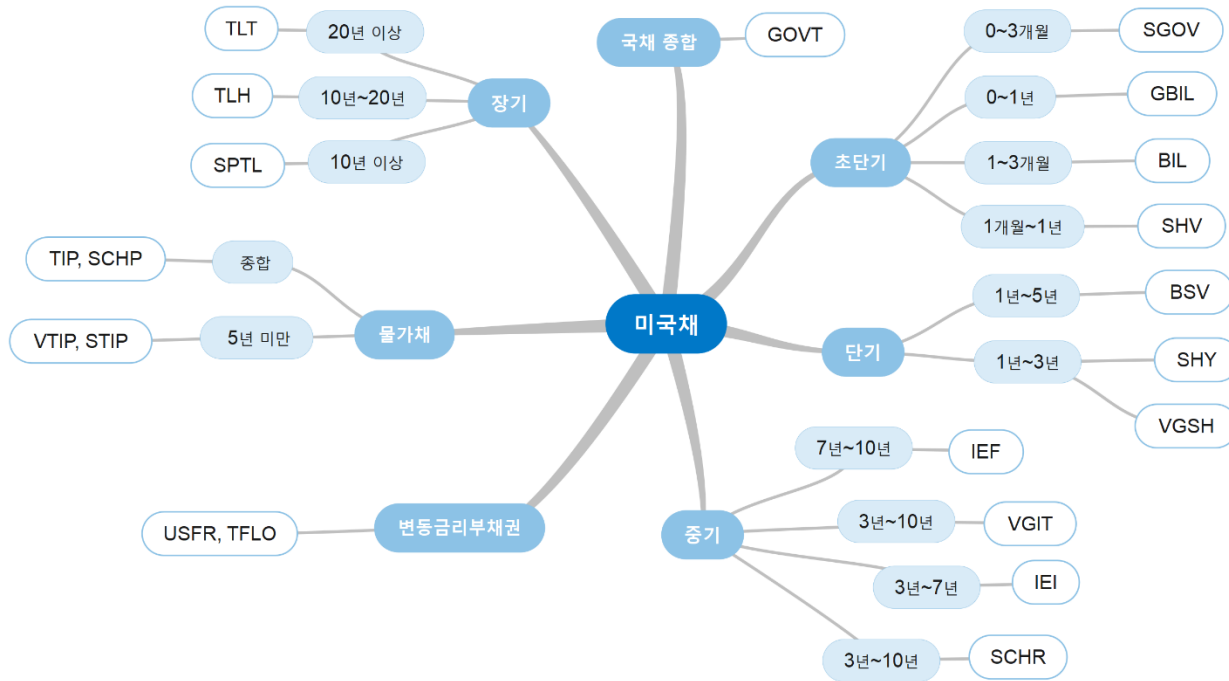 미국채
국채 종합
GOVT
초단기
0~3개월
SGOV
0~1년
GBIL
1~3개월
BIL
1개월~1년
SHV
단기
1년~5년
BSV
1년~3년
SHY
VGSH
중기
7년~10년
IEF
3년~10년
VGIT
3년~7년
IEI
3년~10년
SCHR
장기
20년 이상
TLT
10년~20년
TLH
10년 이상
SPTL
물가채
종합
TIP, SCHP
5년 미만
VTIP, STIP
변동금리부채권
USFR, TFLO